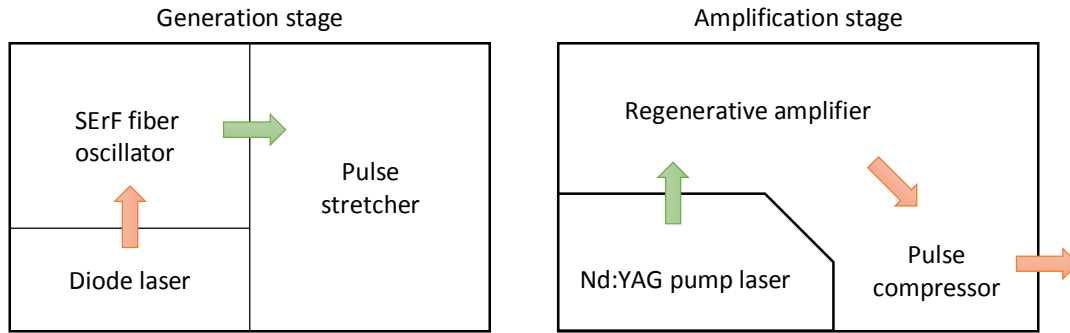 Generation stage
SErF fiber
oscillator
Pulse
stretcher
Diode laser
Amplification stage
Regenerative amplifier
Nd:YAG pump laser
Pulse
compressor